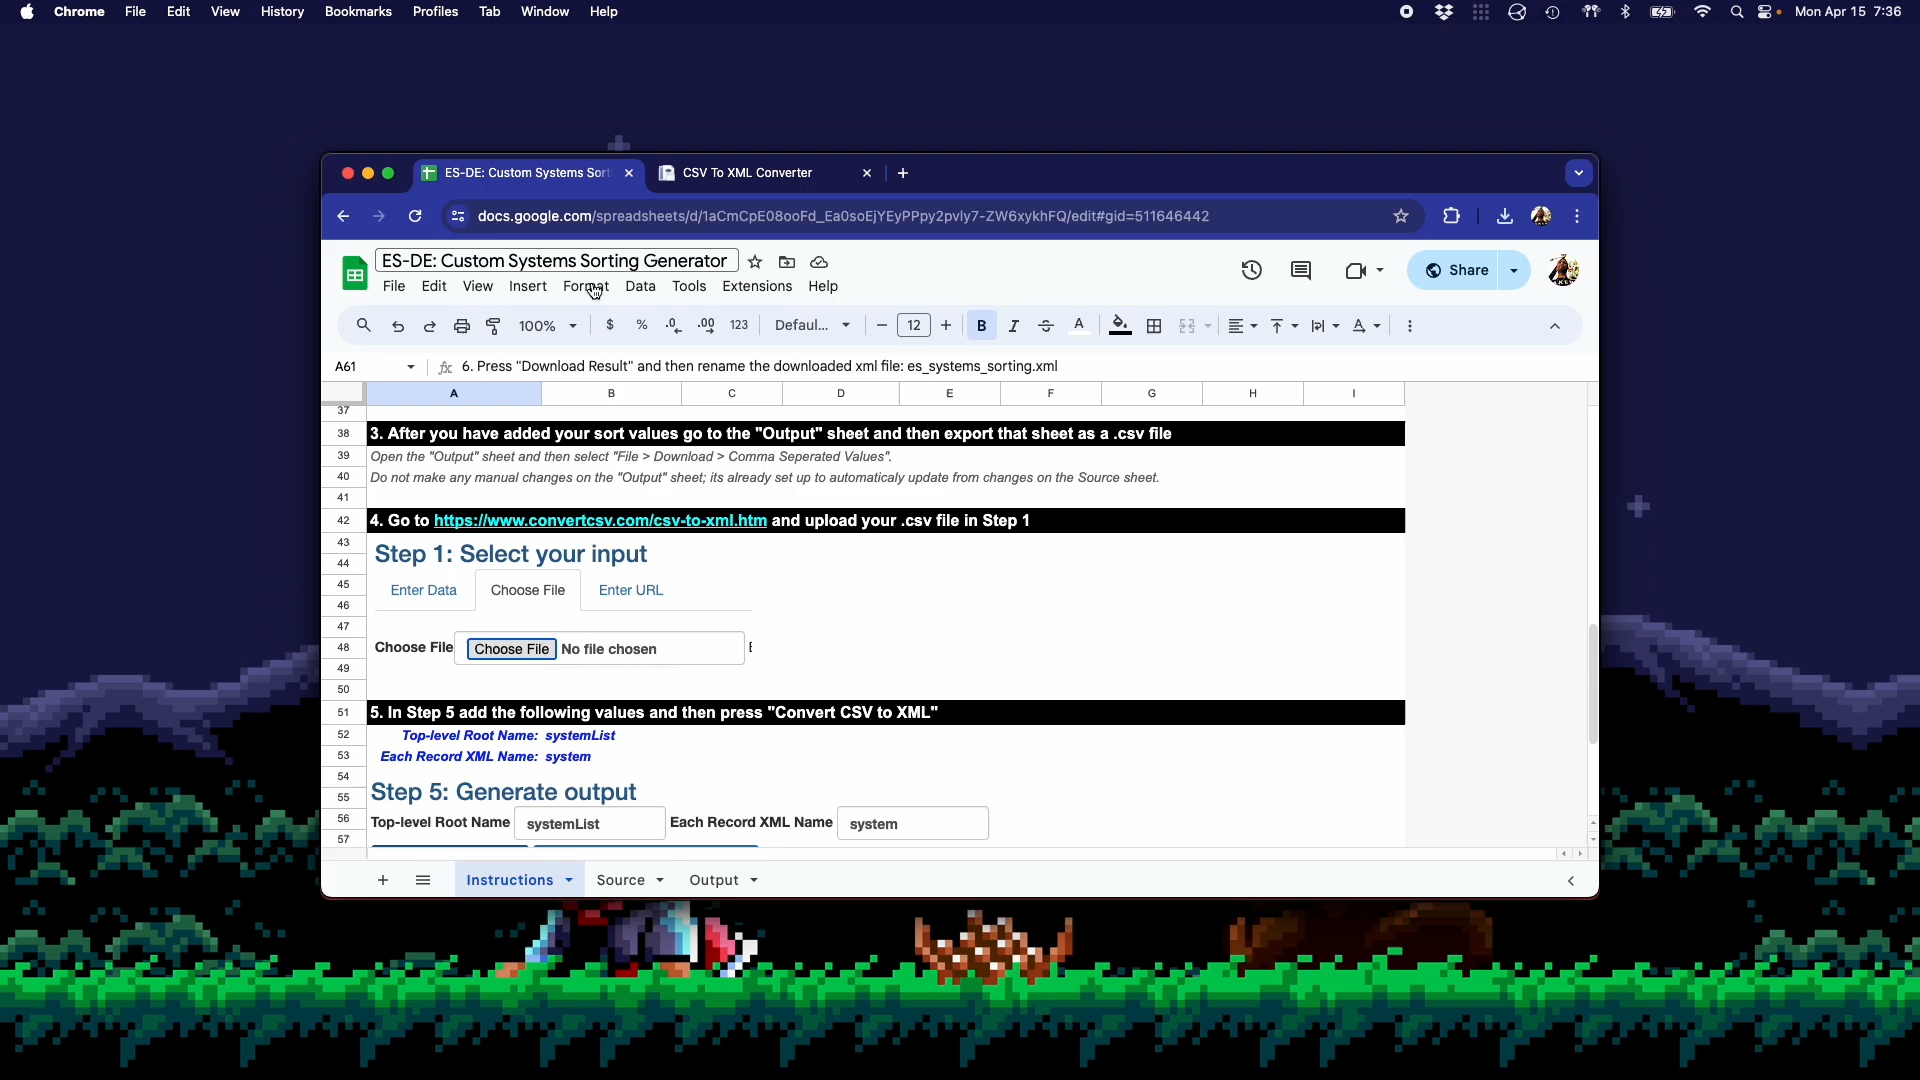 Chrome File Edit View History Bookmarks Profiles Tab Window Help Mon Apr 15 7:36
ES-DE: Custom Systems Sort CSV To XML Converter
docs.google.com/spreadsheets/d/1aCmCpE08ooFd_Ea0soEjYEyPPpy2pvly7-ZW6xykhFQ/edit#gid=511646442
ES-DE: Custom Systems Sorting Generator
Share
File Edit View Insert Format Data Tools Extensions Help
100% $ % .0 .00 123 Defaul... 12 B I A
A61 fx 6. Press "Download Result" and then rename the downloaded xml file: es_systems_sorting.xml
A B C D E F G H I
37
38 3. After you have added your sort values go to the "Output" sheet and then export that sheet as a .csv file
39 Open the "Output" sheet and then select "File > Download > Comma Seperated Values".
40 Do not make any manual changes on the "Output" sheet; its already set up to automaticaly update from changes on the Source sheet.
41
42 4. Go to https://www.convertcsv.com/csv-to-xml.htm and upload your .csv file in Step 1
43
44 Step 1: Select your input
45 Enter Data Choose File Enter URL
46
47
48 Choose File Choose File No file chosen
49
50
51 5. In Step 5 add the following values and then press "Convert CSV to XML"
52 Top-level Root Name: systemList
53 Each Record XML Name: system
54
55 Step 5: Generate output
56 Top-level Root Name systemList Each Record XML Name system
57
Instructions Source Output